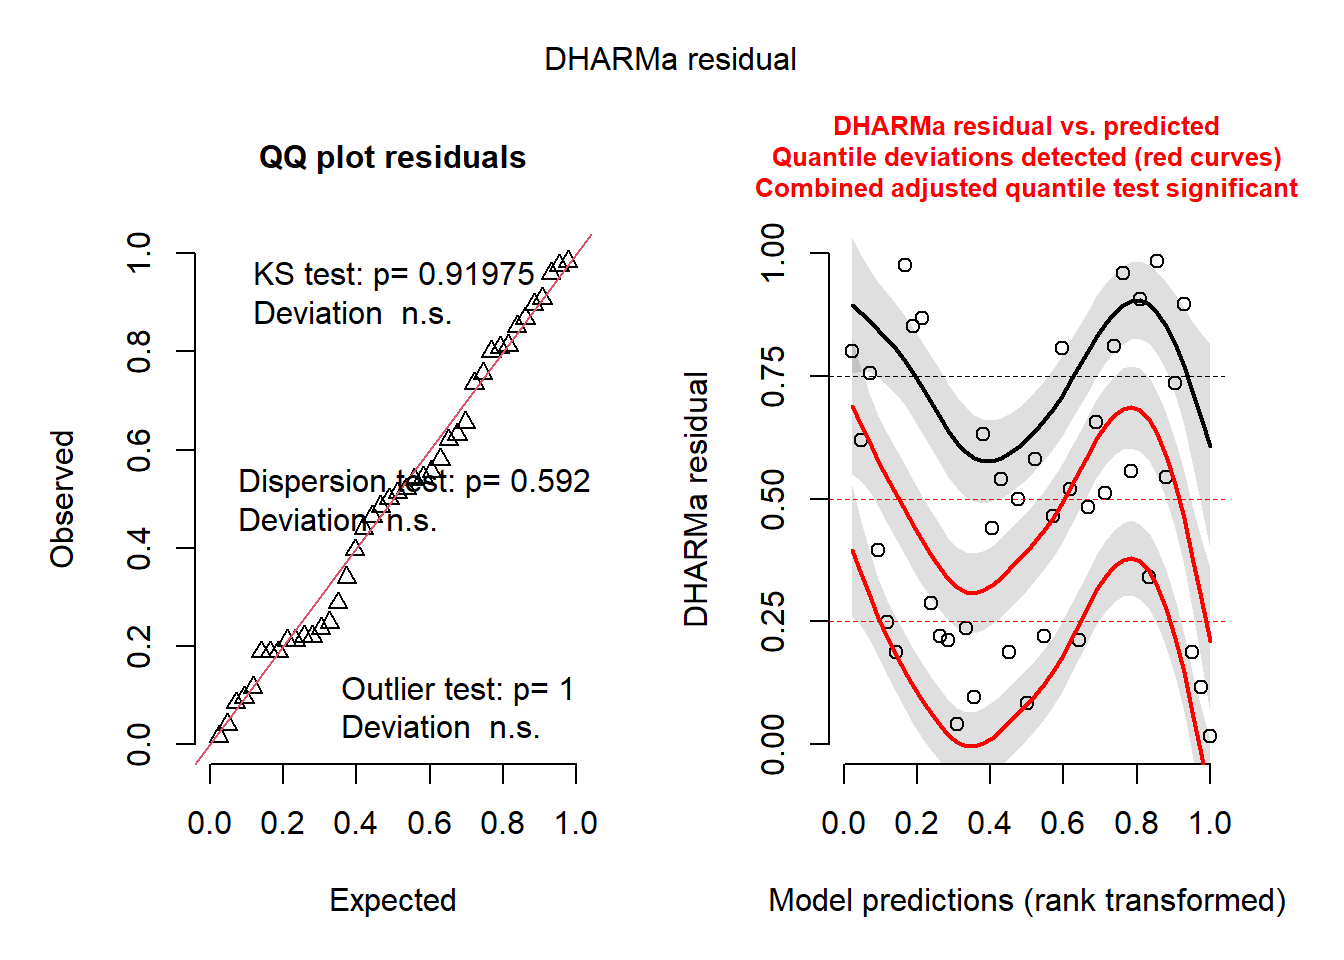 DHARMa residual
QQ plot residuals
KS test: p= 0.91975
Deviation  n.s.
Dispersion test: p= 0.592
Deviation  n.s.
Outlier test: p= 1
Deviation  n.s.
Observed
0.0 0.2 0.4 0.6 0.8 1.0
0.0 0.2 0.4 0.6 0.8 1.0
Expected
DHARMa residual vs. predicted
Quantile deviations detected (red curves)
Combined adjusted quantile test significant
DHARMa residual
0.00 0.25 0.50 0.75 1.00
0.0 0.2 0.4 0.6 0.8 1.0
Model predictions (rank transformed)